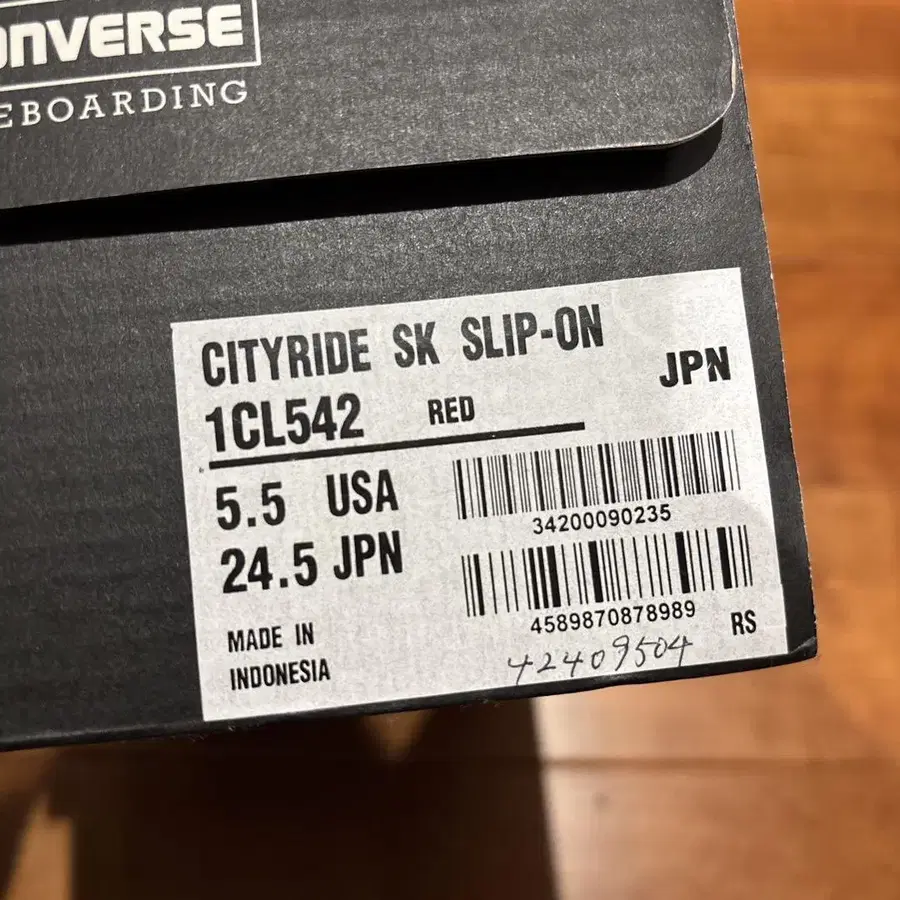 ONVERSE
EBOARDING
CITYRIDE SK SLIP-ON
1CL542 RED JPN
5.5 USA
24.5 JPN
34200090235
4589870878989
MADE IN
INDONESIA
RS
42409504